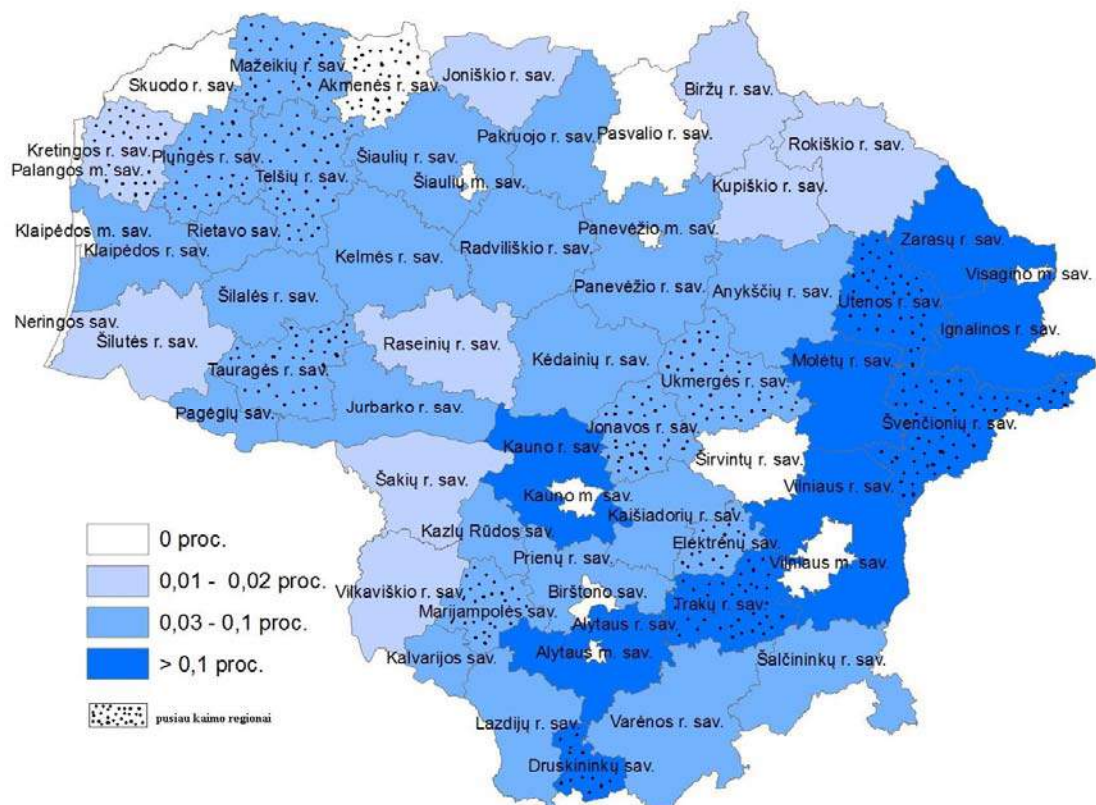 Skuodo r. sav.
Mažeikių r. sav.
Akmenės r. sav.
Joniškio r. sav.
Biržų r. sav.
Kretingos r. sav.
Palangos m. sav.
Plungės r. sav.
Telšių r. sav.
Šiaulių r. sav.
Šiaulių m. sav.
Pakruojo r. sav.
Pasvalio r. sav.
Rokiškio r. sav.
Kupiškio r. sav.
Klaipėdos m. sav.
Klaipėdos r. sav.
Rietavo sav.
Kelmės r. sav.
Radviliškio r. sav.
Panevėžio m. sav.
Panevėžio r. sav.
Anykščių r. sav.
Zarasų r. sav.
Visagino m. sav.
Utenos r. sav.
Ignalinos r. sav.
Neringos sav.
Šilutės r. sav.
Šilalės r. sav.
Tauragės r. sav.
Pagėgių sav.
Raseinių r. sav.
Jurbarko r. sav.
Kėdainių r. sav.
Ukmergės r. sav.
Molėtų r. sav.
Švenčionių r. sav.
Jonavos r. sav.
Kauno r. sav.
Kauno m. sav.
Širvintų r. sav.
Vilniaus r. sav.
Šakių r. sav.
Kazlų Rūdos sav.
Kaišiadorių r. sav.
Elektrėnų sav.
Vilniaus m. sav.
Prienų r. sav.
Birštono sav.
Trakų r. sav.
Vilkaviškio r. sav.
Marijampolės sav.
Alytaus r. sav.
Alytaus m. sav.
Kalvarijos sav.
Šalčininkų r. sav.
Lazdijų r. sav.
Varėnos r. sav.
Druskininkų sav.
0 proc.
0,01 - 0,02 proc.
0,03 - 0,1 proc.
> 0,1 proc.
pusiau kaimo regionai